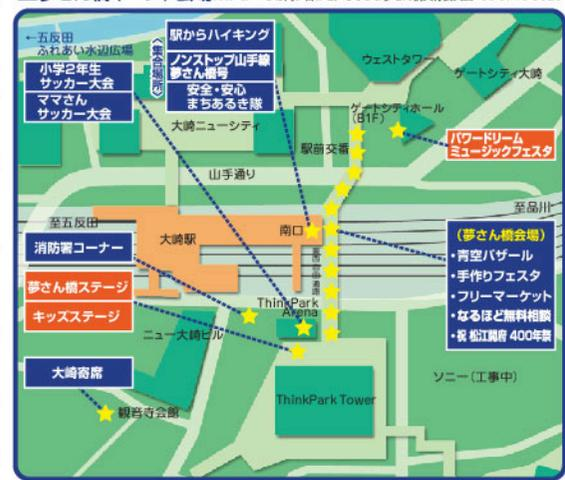 ←五反田
ふれあい水辺広場
小学2年生
サッカー大会
ママさん
サッカー大会
〈集合場所〉
駅からハイキング
ノンストップ山手線
夢さん橋号
安全・安心
まちあるき隊
大崎ニューシティ
ウェストタワー
ゲートシティ大崎
ゲートシティホール
(B1F)
駅前交番
パワードリーム
ミュージックフェスタ
山手通り
至五反田
至品川
大崎駅
南口
消防署コーナー
夢さん橋ステージ
キッズステージ
(夢さん橋会場)
・青空バザール
・手作りフェスタ
・フリーマーケット
・なるほど無料相談
・祝 松江開府 400年祭
ThinkPark
Arena
ニュー大崎ビル
大崎寄席
観音寺会館
ThinkPark Tower
ソニー(工事中)